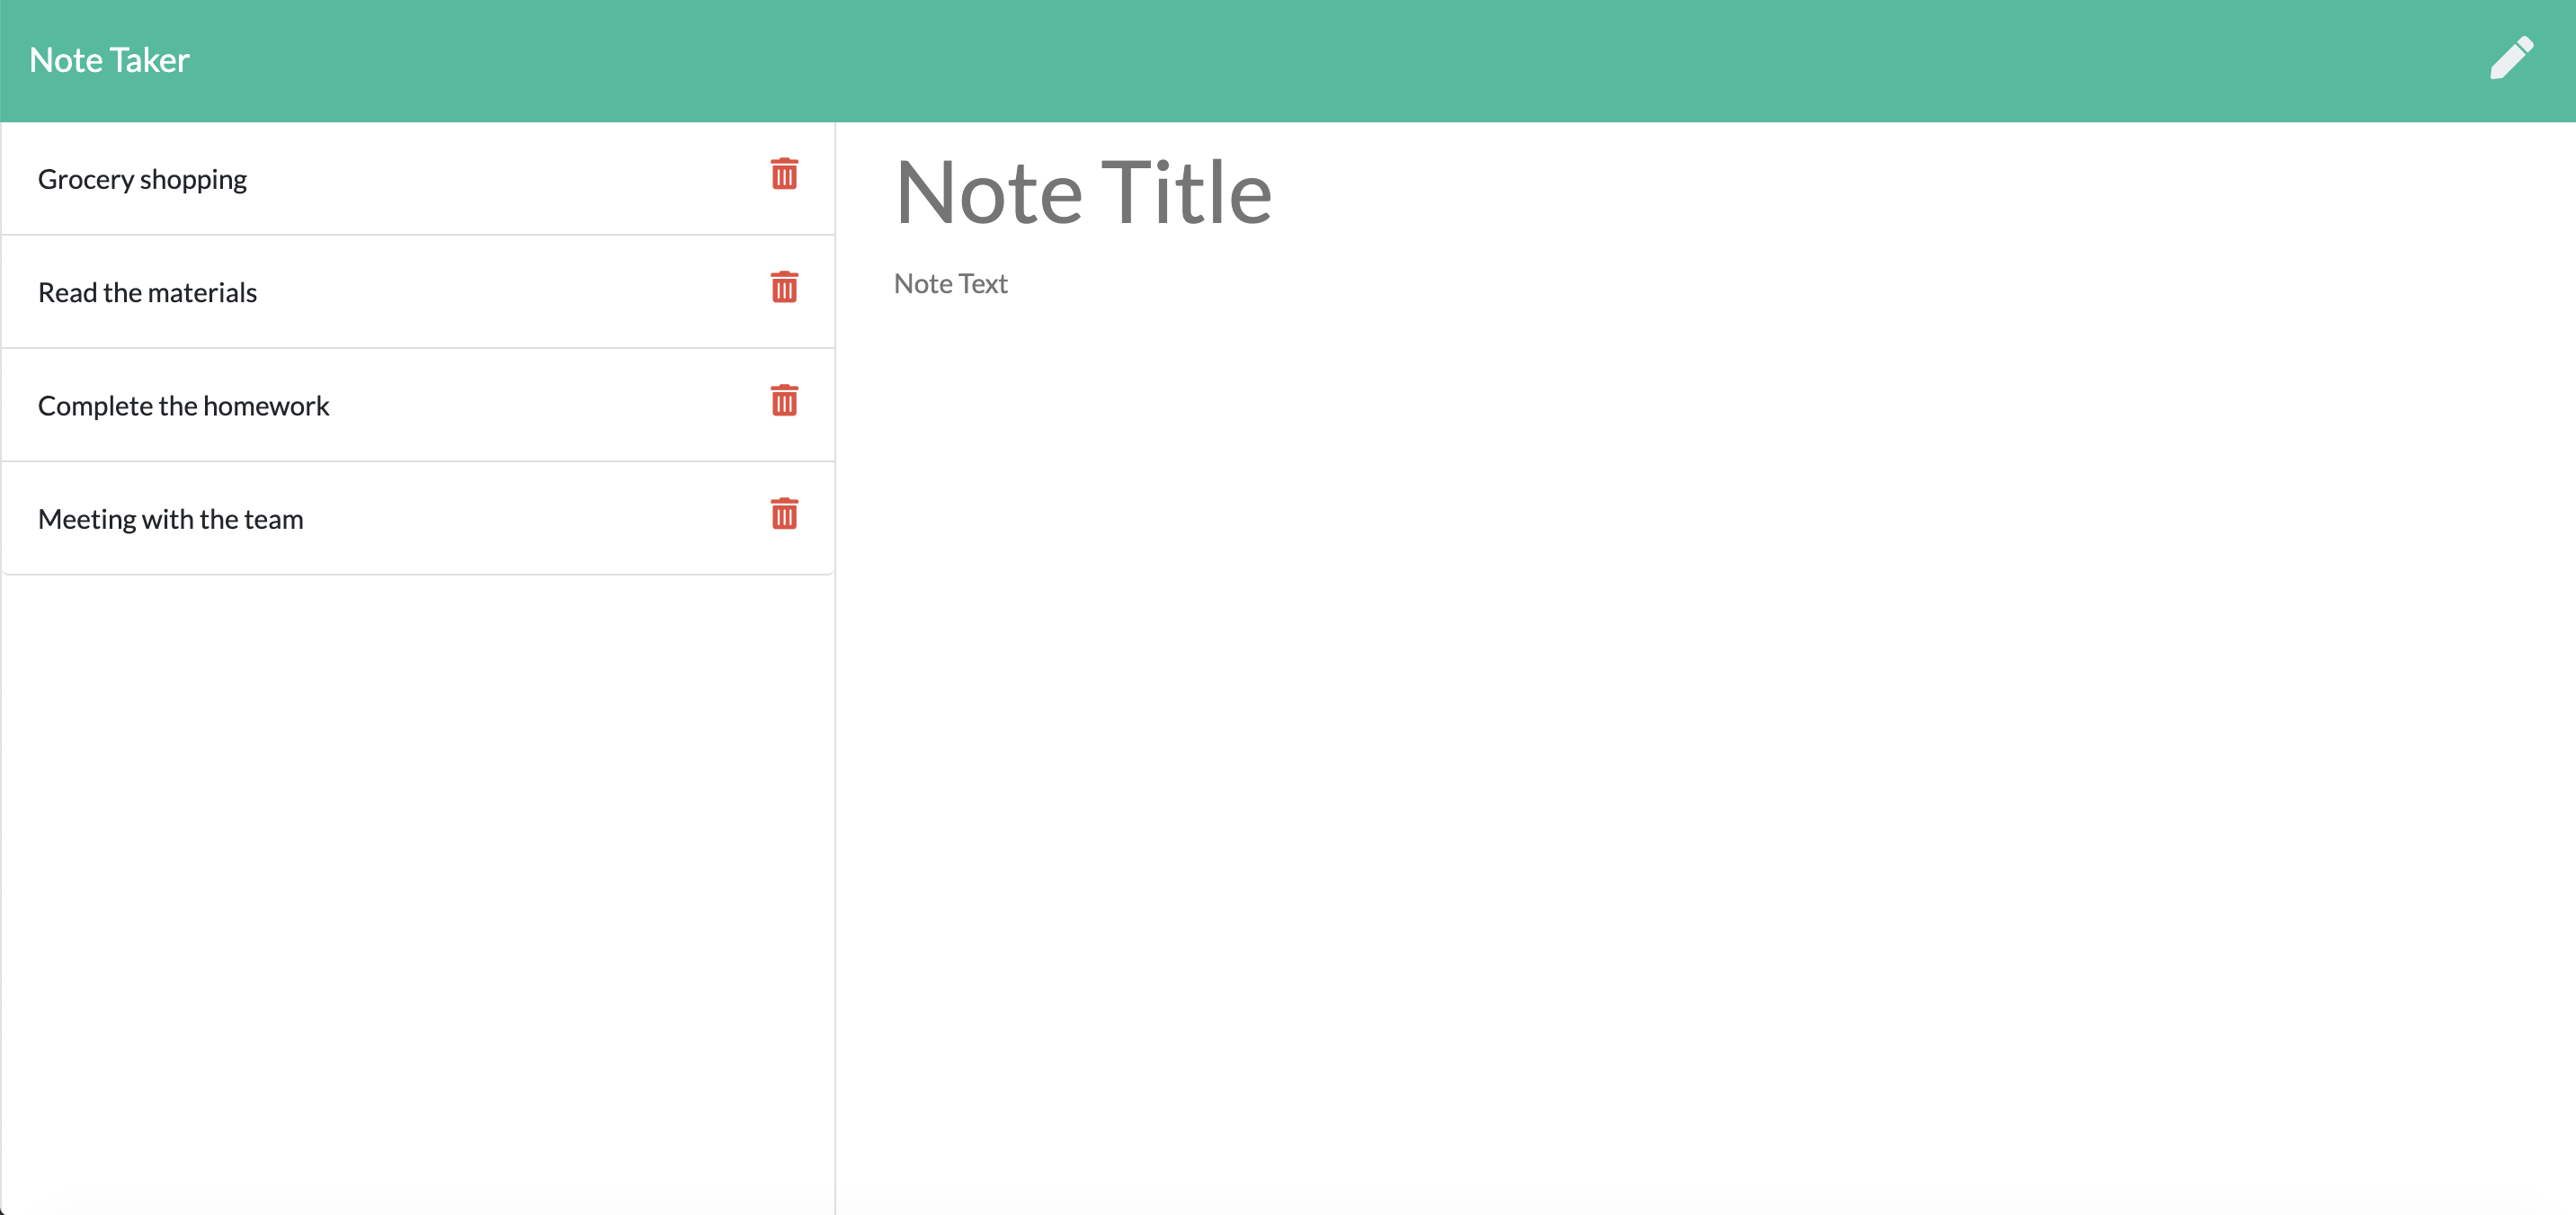 Note Taker
Grocery shopping
Read the materials
Complete the homework
Meeting with the team
Note Title
Note Text